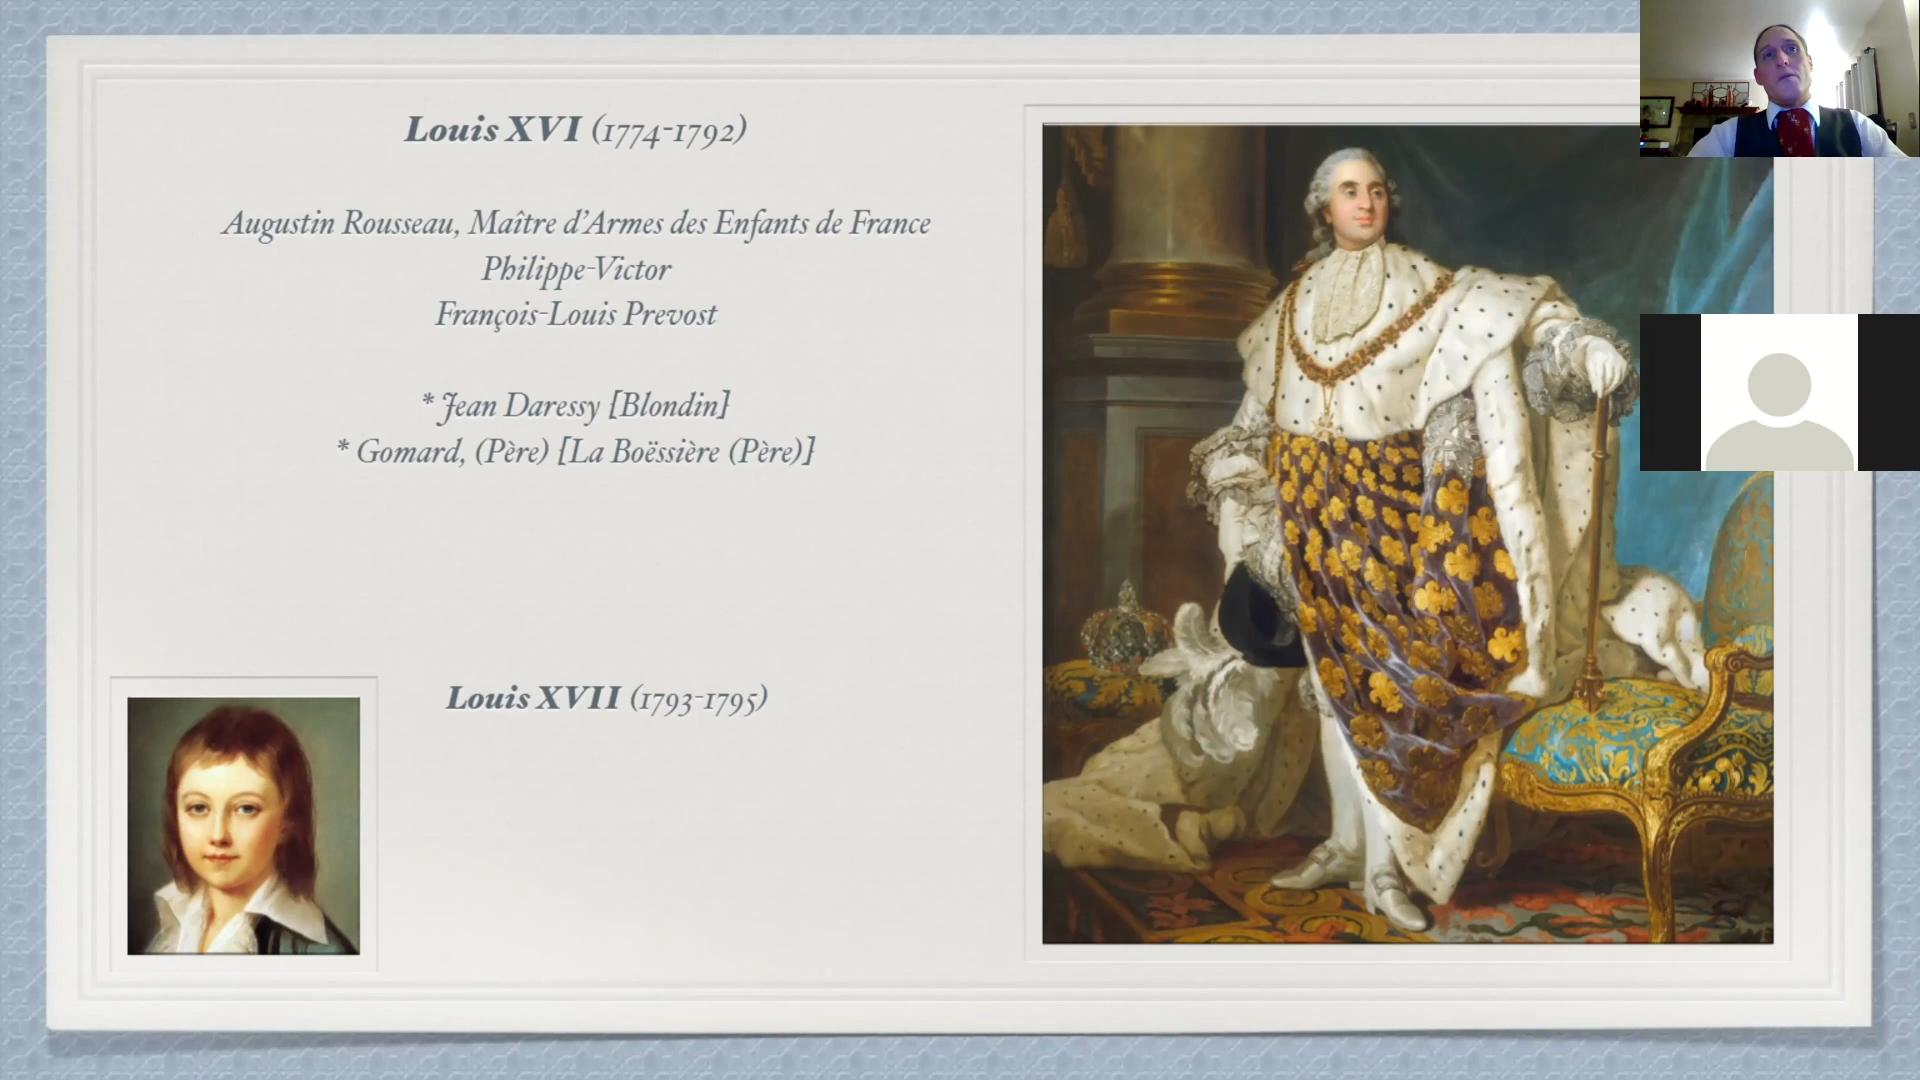 Louis XVI (1774-1792)
Augustin Rousseau, Maître d'Armes des Enfants de France
Philippe-Victor
François-Louis Prevost
* Jean Daressy [Blondin]
* Gomard, (Père) [La Boëssière (Père)]
Louis XVII (1793-1795)